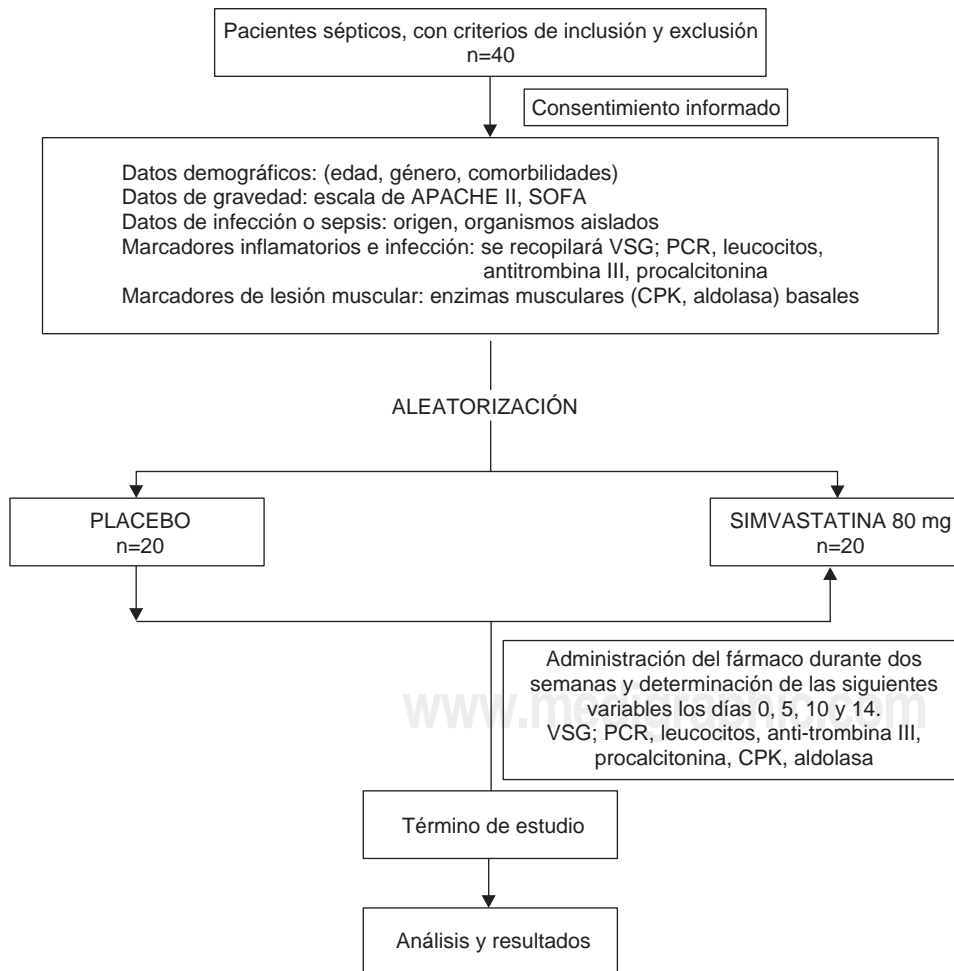 Pacientes sépticos, con criterios de inclusión y exclusión
n=40
Consentimiento informado
Datos demográficos: (edad, género, comorbilidades)
Datos de gravedad: escala de APACHE II, SOFA
Datos de infección o sepsis: origen, organismos aislados
Marcadores inflamatorios e infección: se recopilará VSG; PCR, leucocitos,
antitrombina III, procalcitonina
Marcadores de lesión muscular: enzimas musculares (CPK, aldolasa) basales
ALEATORIZACIÓN
PLACEBO
n=20
SIMVASTATINA 80 mg
n=20
Administración del fármaco durante dos
semanas y determinación de las siguientes
variables los días 0, 5, 10 y 14.
VSG; PCR, leucocitos, anti-trombina III,
procalcitonina, CPK, aldolasa
www.medigraphic.com
Término de estudio
Análisis y resultados